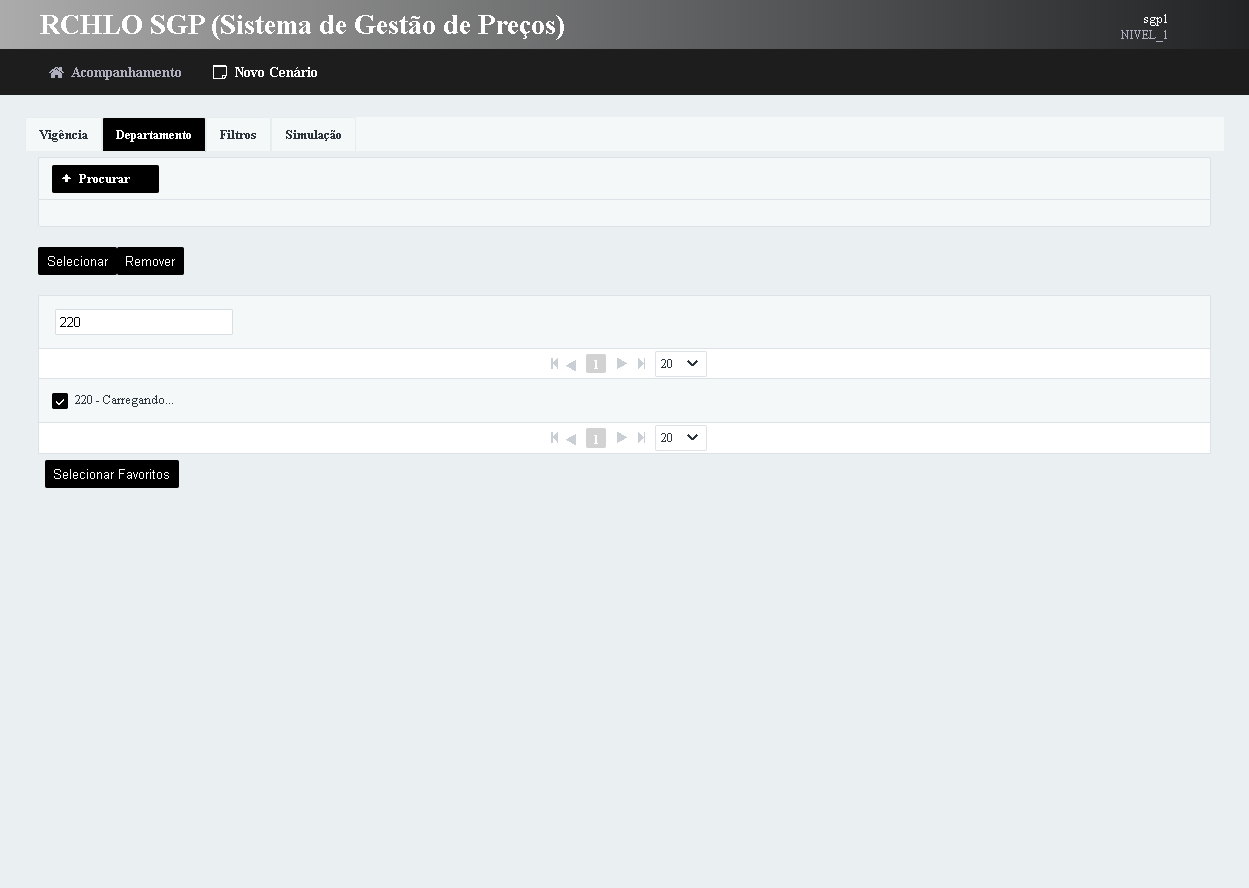 RCHLO SGP (Sistema de Gestão de Preços)
sgp1
NIVEL_1
Acompanhamento Novo Cenário
Vigência Departamento Filtros Simulação
Procurar
Selecionar Remover
220
1 20
220 - Carregando...
1 20
Selecionar Favoritos